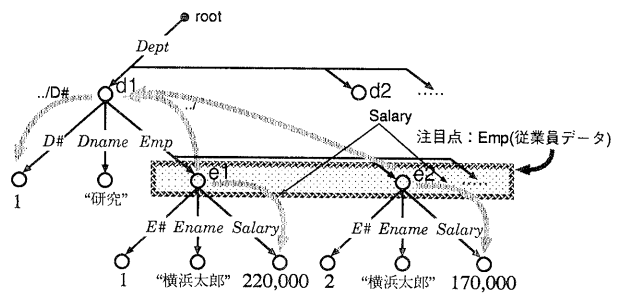 root
Dept
../D# d1 ../ d2 .....
Salary
注目点：Emp(従業員データ)
D# Dname Emp
e1 e2 .....
1 “研究”
E# Ename Salary E# Ename Salary
1 “横浜太郎” 220,000 2 “横浜太郎” 170,000